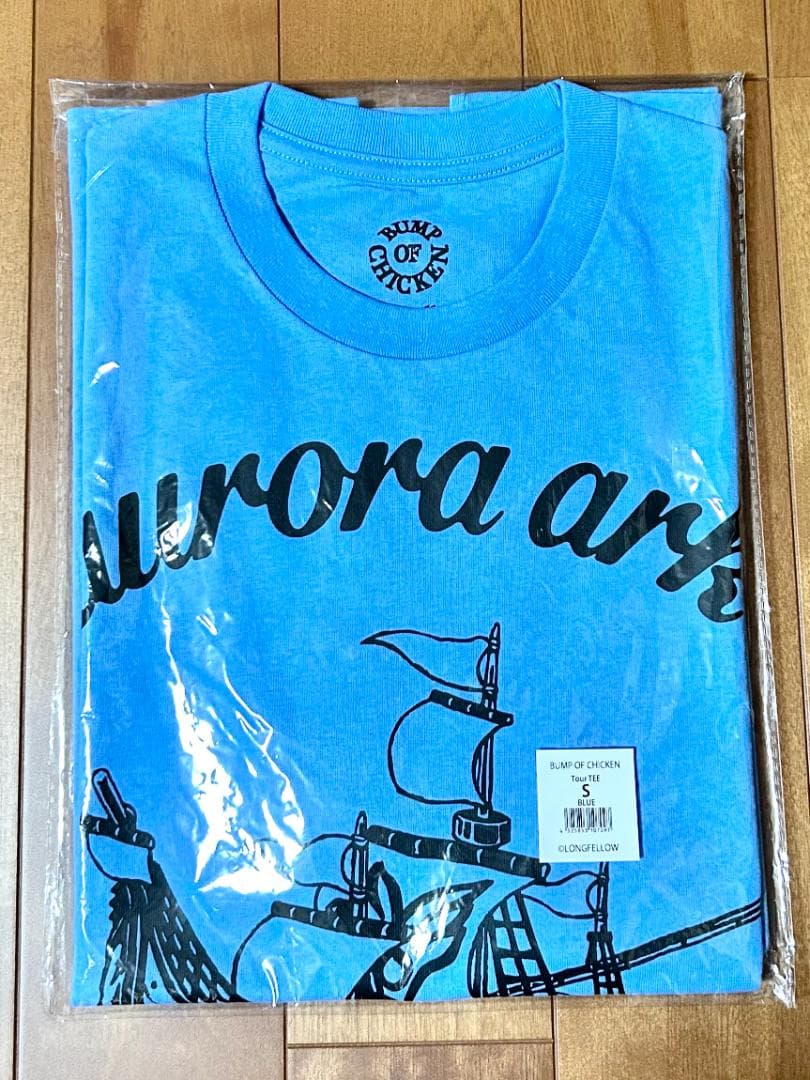 BUMP
OF
CHICKEN
aurora ark
BUMP OF CHICKEN
Tour TEE
S
BLUE
©LONGFELLOW